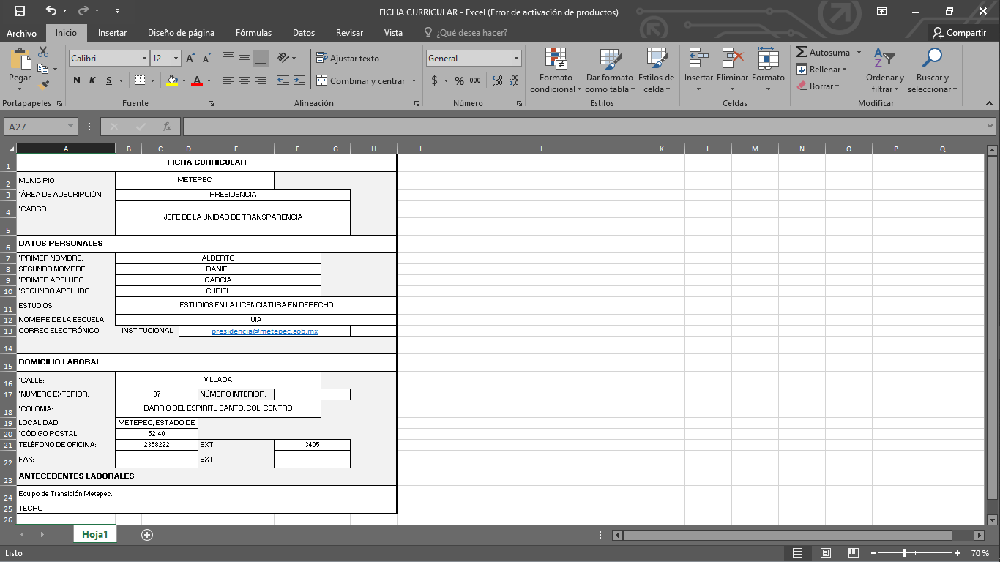 FICHA CURRICULAR - Excel (Error de activación de productos)
Archivo Inicio Insertar Diseño de página Fórmulas Datos Revisar Vista ¿Qué desea hacer? Compartir
Calibri 12 Ajustar texto General Autosuma
Pegar N K S Combinar y centrar $ % 000 Formato condicional Dar formato como tabla Estilos de celda Insertar Eliminar Formato Rellenar Borrar Ordenar y filtrar Buscar y seleccionar
Portapapeles Fuente Alineación Número Estilos Celdas Modificar
A27 fx
A B C D E F G H I J K L M N O P Q
1 FICHA CURRICULAR
2 MUNICIPIO METEPEC
3 *ÁREA DE ADSCRIPCIÓN: PRESIDENCIA
4 *CARGO: JEFE DE LA UNIDAD DE TRANSPARENCIA
5
6 DATOS PERSONALES
7 *PRIMER NOMBRE: ALBERTO
8 SEGUNDO NOMBRE: DANIEL
9 *PRIMER APELLIDO: GARCIA
10 *SEGUNDO APELLIDO: CURIEL
11 ESTUDIOS ESTUDIOS EN LA LICENCIATURA EN DERECHO
12 NOMBRE DE LA ESCUELA UIA
13 CORREO ELECTRÓNICO: INSTITUCIONAL presidencia@metepec.gob.mx
14
15 DOMICILIO LABORAL
16 *CALLE: VILLADA
17 *NÚMERO EXTERIOR: 37 NÚMERO INTERIOR:
18 *COLONIA: BARRIO DEL ESPIRITU SANTO. COL. CENTRO
19 LOCALIDAD: METEPEC, ESTADO DE
20 *CÓDIGO POSTAL: 52140
21 TELÉFONO DE OFICINA: 2358222 EXT: 3405
22 FAX: EXT:
23 ANTECEDENTES LABORALES
24 Equipo de Transición Metepec.
25 TECHO
26
Hoja1
Listo 70 %